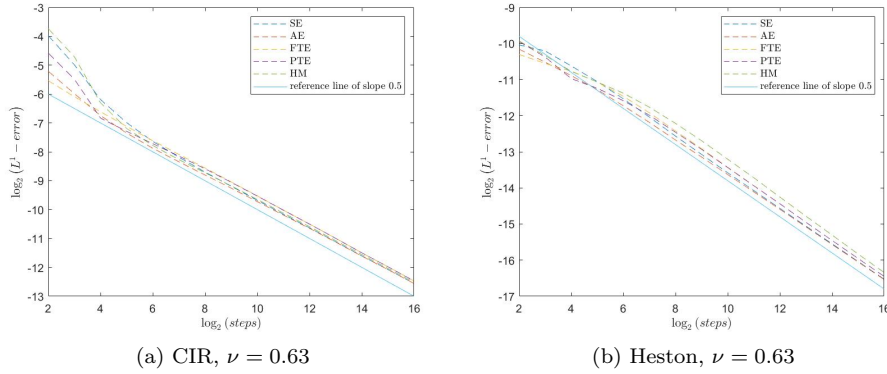 -3
-4
-5
-6
-7
-8
-9
-10
-11
-12
-13
2 4 6 8 10 12 14 16
log₂ (L¹ − error)
log₂ (steps)
SE
AE
FTE
PTE
HM
reference line of slope 0.5
(a) CIR, ν = 0.63
-9
-10
-11
-12
-13
-14
-15
-16
-17
2 4 6 8 10 12 14 16
log₂ (L¹ − error)
log₂ (steps)
SE
AE
FTE
PTE
HM
reference line of slope 0.5
(b) Heston, ν = 0.63